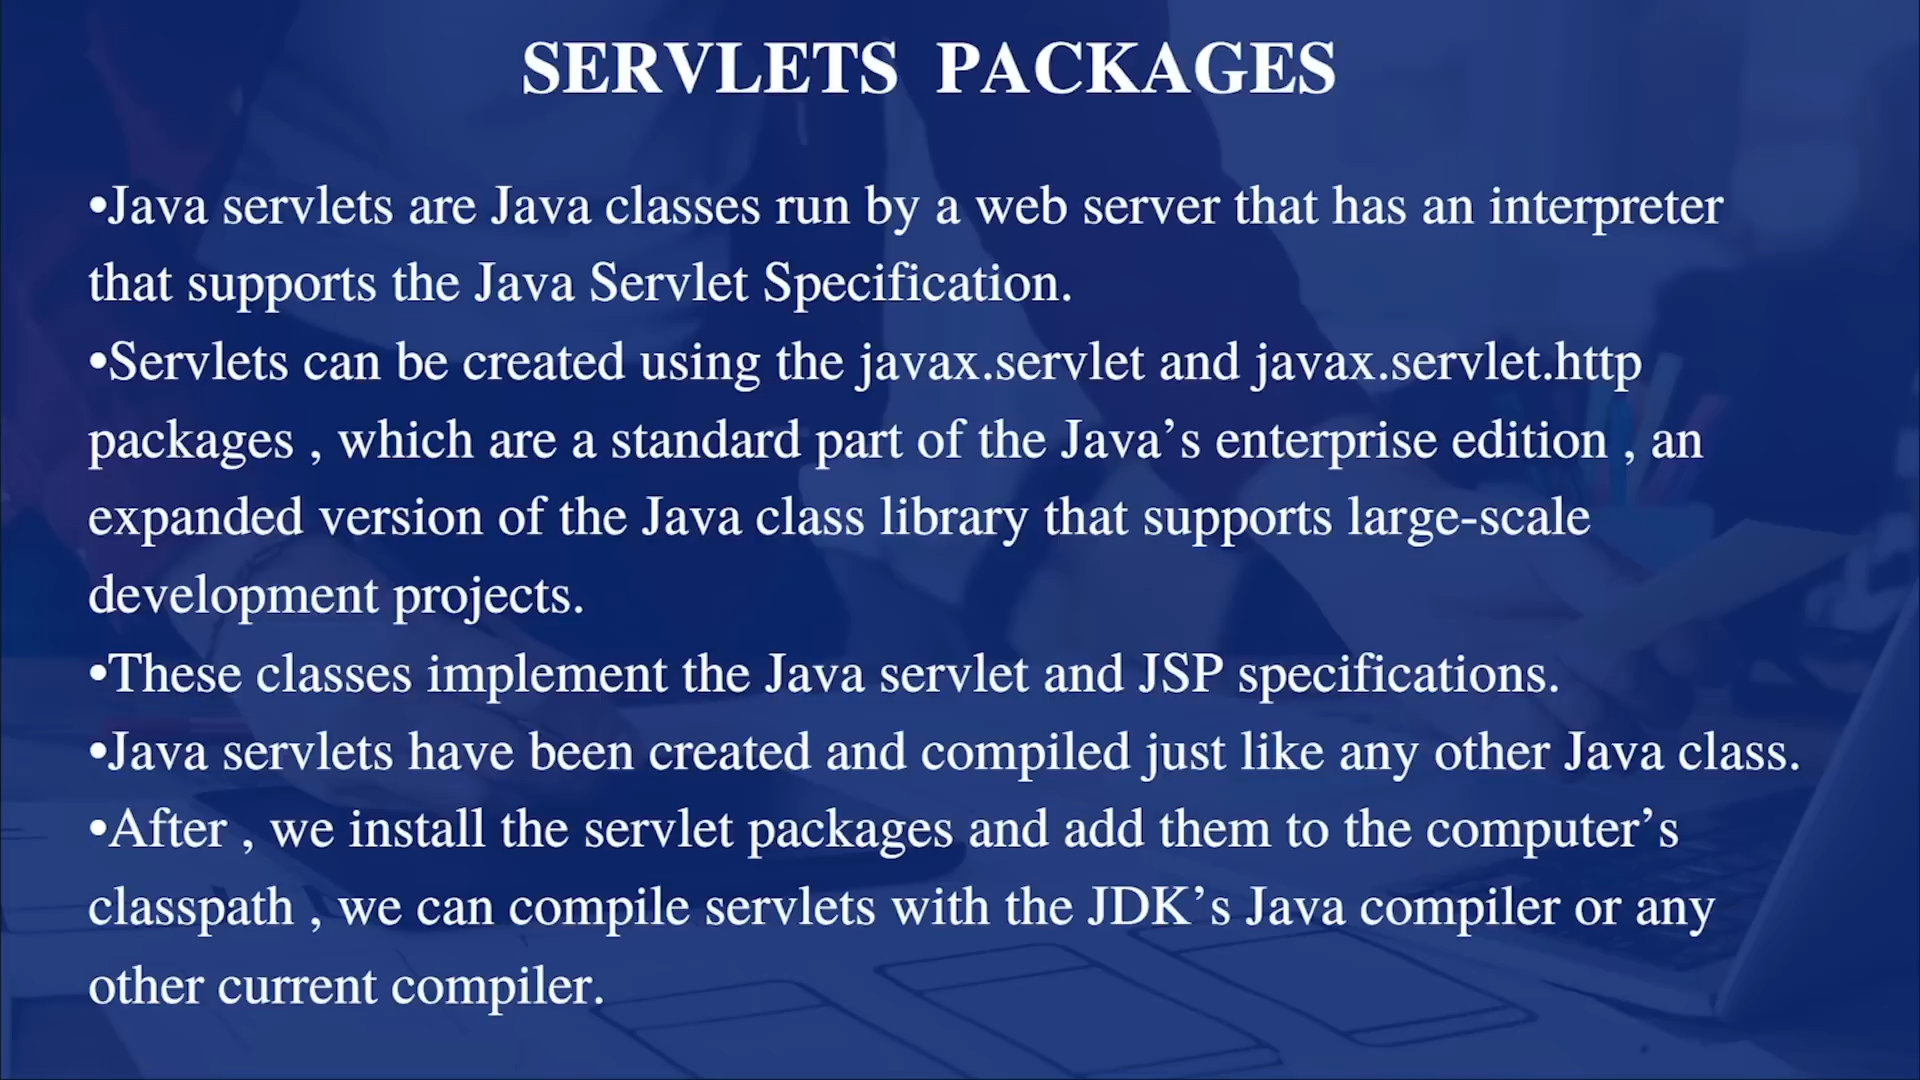 SERVLETS PACKAGES
•Java servlets are Java classes run by a web server that has an interpreter
that supports the Java Servlet Specification.
•Servlets can be created using the javax.servlet and javax.servlet.http
packages , which are a standard part of the Java’s enterprise edition , an
expanded version of the Java class library that supports large-scale
development projects.
•These classes implement the Java servlet and JSP specifications.
•Java servlets have been created and compiled just like any other Java class.
•After , we install the servlet packages and add them to the computer’s
classpath , we can compile servlets with the JDK’s Java compiler or any
other current compiler.